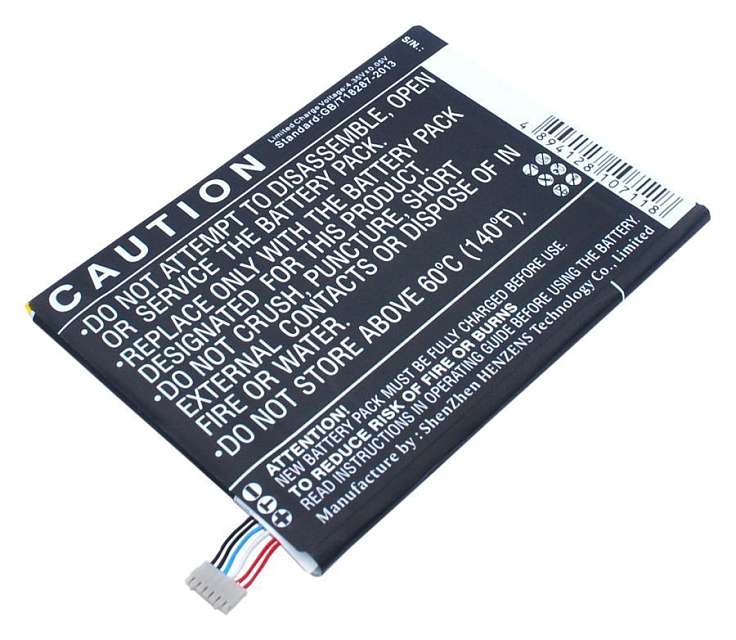 S/N.:
Limited Charge Voltage:4.35V±0.05V
Standard:GB/T18287-2013
CAUTION
•DO NOT ATTEMPT TO DISASSEMBLE, OPEN
OR SERVICE THE BATTERY PACK.
•REPLACE ONLY WITH THE BATTERY PACK
DESIGNATED FOR THIS PRODUCT.
•DO NOT CRUSH, PUNCTURE, SHORT
EXTERNAL CONTACTS OR DISPOSE OF IN
FIRE OR WATER.
•DO NOT STORE ABOVE 60°C (140°F).
4 894128 107118
ATTENTION!
NEW BATTERY PACK MUST BE FULLY CHARGED BEFORE USE.
TO REDUCE RISK OF FIRE OR BURNS
READ INSTRUCTIONS IN OPERATING GUIDE BEFORE USING THE BATTERY.
Manufacture by : ShenZhen HENZENS Technology Co., Limited